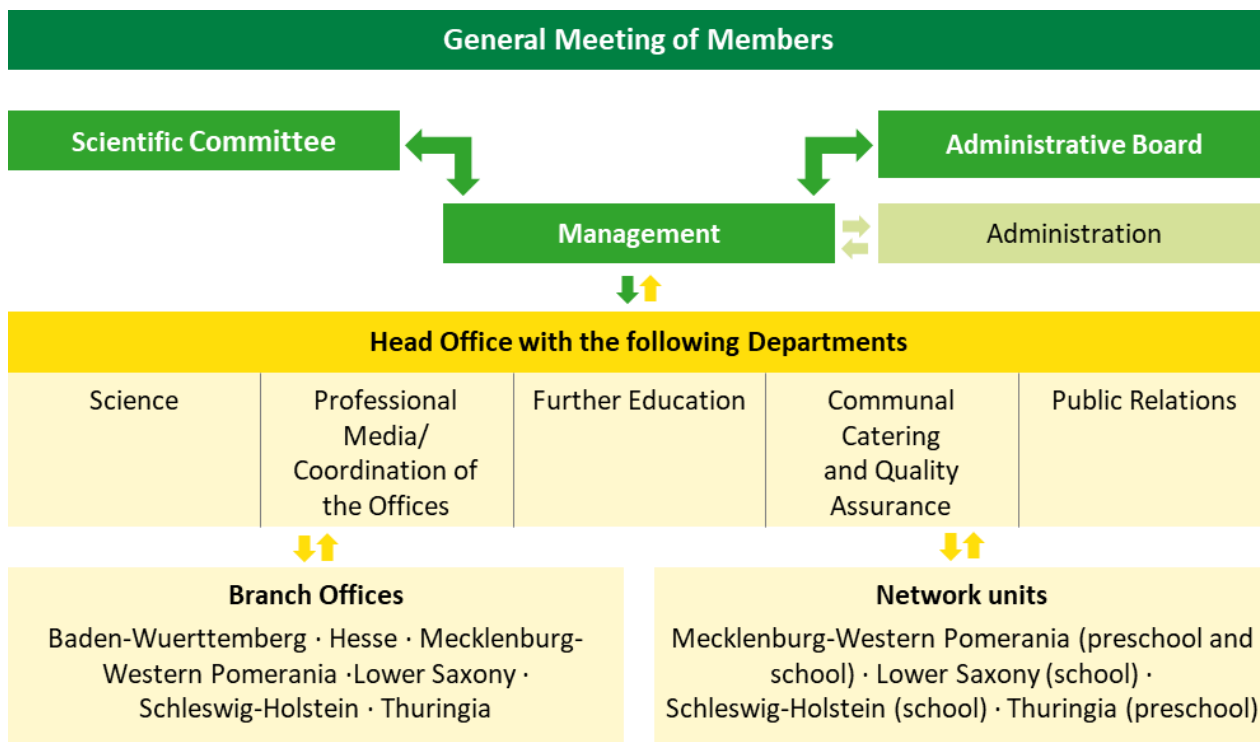 General Meeting of Members
Scientific Committee
Administrative Board
Management
Administration
Head Office with the following Departments
Science
Professional
Media/
Coordination of
the Offices
Further Education
Communal
Catering
and Quality
Assurance
Public Relations
Branch Offices
Baden-Wuerttemberg · Hesse · Mecklenburg-
Western Pomerania ·Lower Saxony ·
Schleswig-Holstein · Thuringia
Network units
Mecklenburg-Western Pomerania (preschool and
school) · Lower Saxony (school) ·
Schleswig-Holstein (school) · Thuringia (preschool)